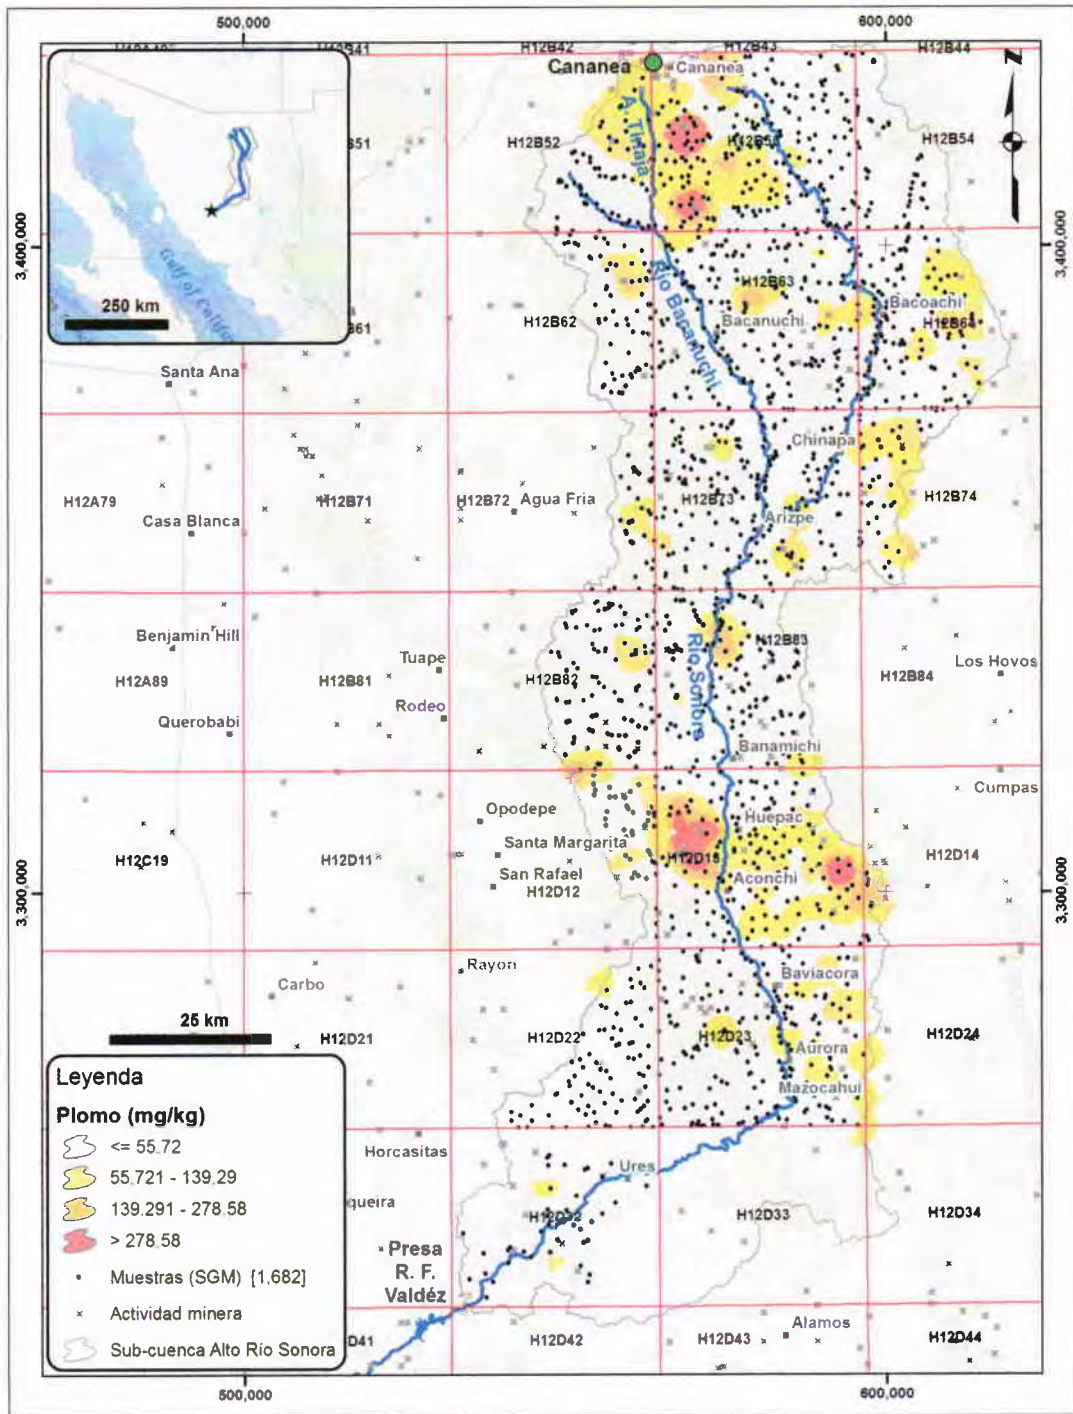 500,000
600,000
H12B42
H12B43
H12B44
Cananea
Cananea
H12B52
A. Tinaja
H12B54
Z
3,400,000
3,400,000
Gulf of California
250 km
Río Bacanuchi
H12B63
Bacoachi
H12B62
Bacanuchi
H12B64
Santa Ana
Chinapa
H12A79
H12B71
H12B72
Agua Fria
H12B73
H12B74
Casa Blanca
Arizpe
Benjamin Hill
H12B83
Tuape
Los Hoyos
H12A89
H12B81
H12B82
Río Sonora
H12B84
Rodeo
Querobabi
Banamichi
Cumpas
Opodepe
Huepac
Santa Margarita
H12C19
H12D11
H12D14
San Rafael
Aconchi
H12D12
3,300,000
3,300,000
Rayon
Baviacora
Carbo
25 km
H12D21
H12D22
H12D23
H12D24
Aurora
Mazocahui
Leyenda
Plomo (mg/kg)
<= 55.72
55.721 - 139.29
139.291 - 278.58
> 278.58
Muestras (SGM) [1,682]
Actividad minera
Sub-cuenca Alto Río Sonora
Horcasitas
Ures
queira
H12D32
H12D33
H12D34
Presa
R. F.
Valdéz
Alamos
D41
H12D42
H12D43
H12D44
500,000
600,000